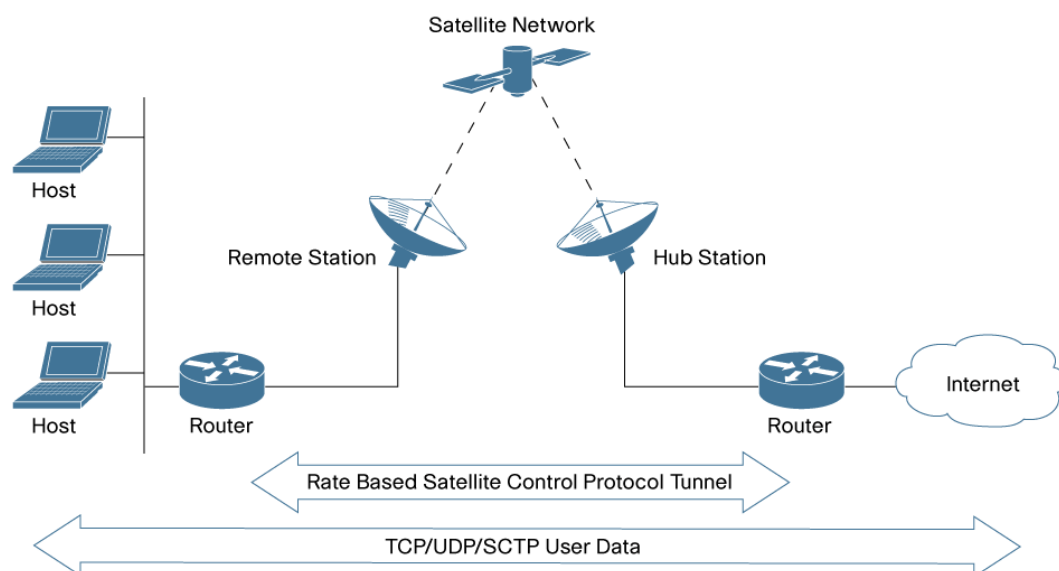 Satellite Network
Host
Remote Station
Hub Station
Host
Internet
Host
Router
Router
Rate Based Satellite Control Protocol Tunnel
TCP/UDP/SCTP User Data